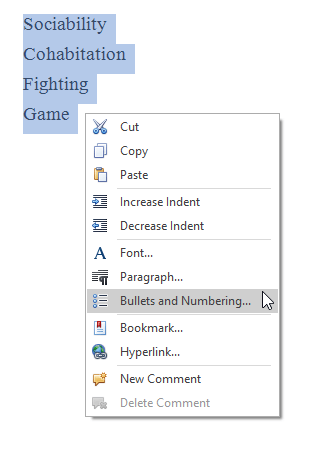 Sociability
Cohabitation
Fighting
Game
Cut
Copy
Paste
Increase Indent
Decrease Indent
Font...
Paragraph...
Bullets and Numbering...
Bookmark...
Hyperlink...
New Comment
Delete Comment